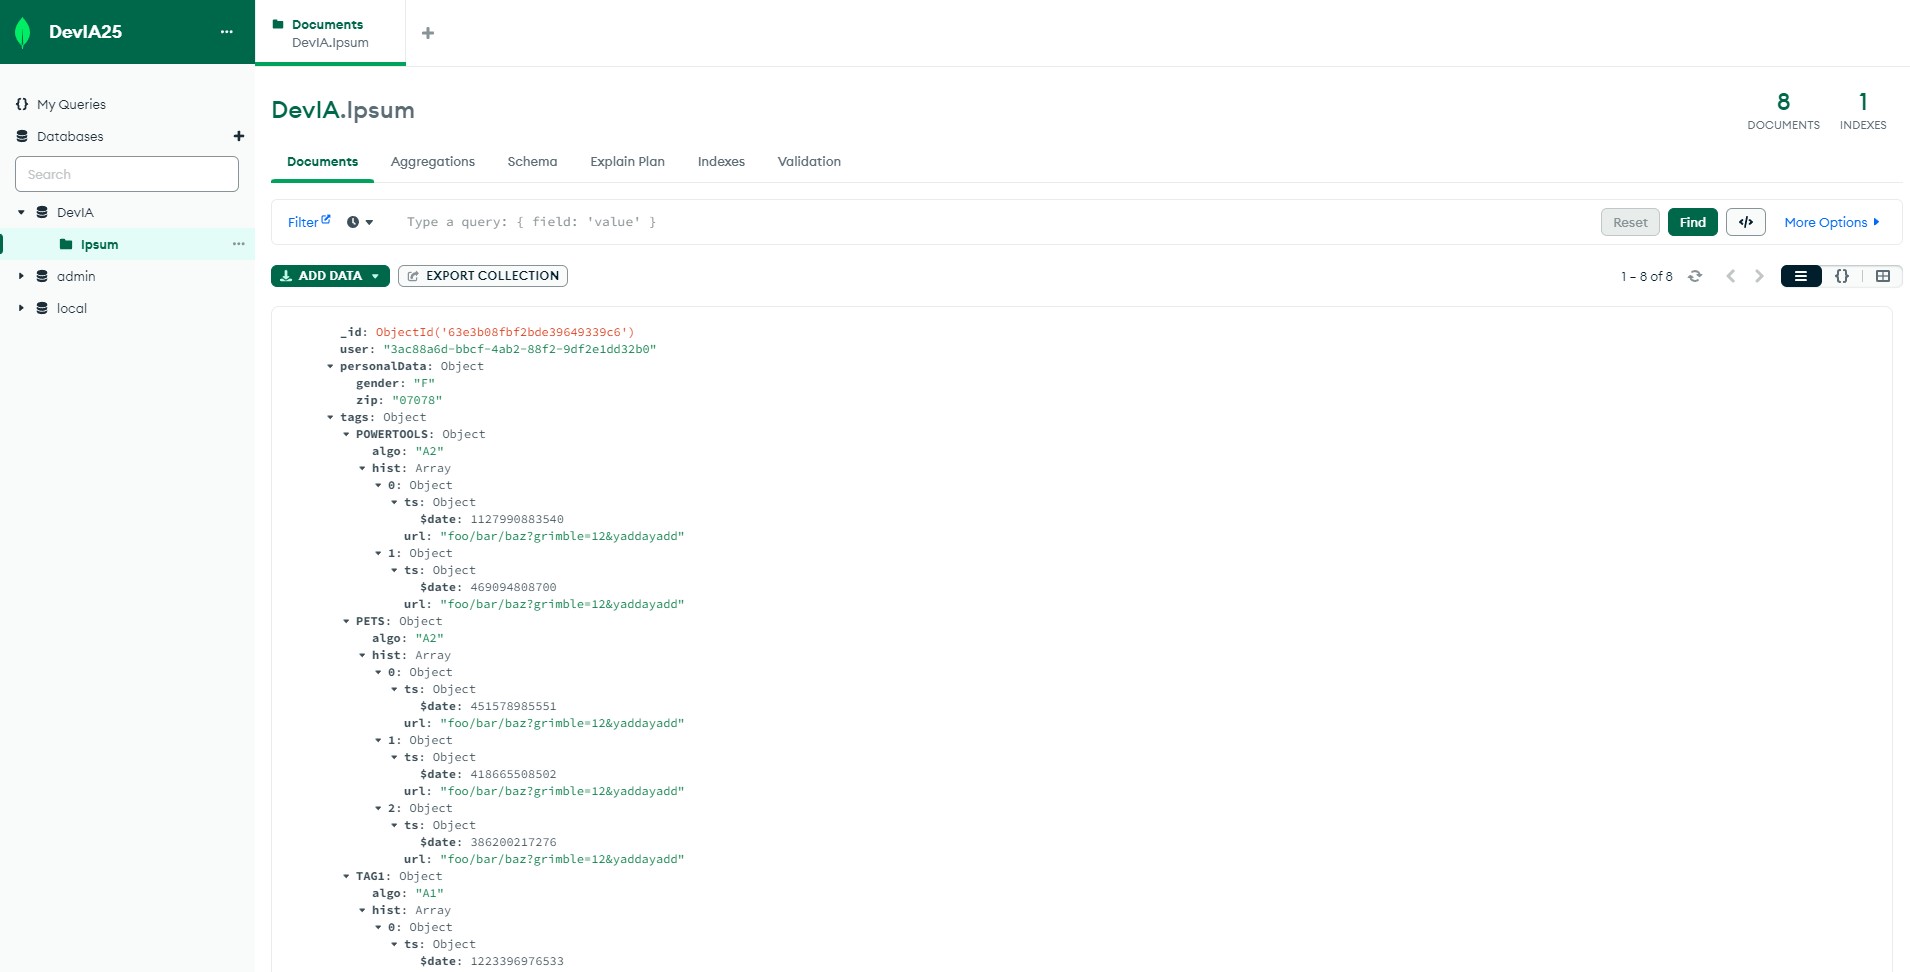 DevIA25
Documents
DevIA.Ipsum
My Queries
Databases
Search
DevIA
Ipsum
admin
local
DevIA.Ipsum
8
DOCUMENTS
1
INDEXES
Documents Aggregations Schema Explain Plan Indexes Validation
Filter Type a query: { field: 'value' } Reset Find </> More Options
ADD DATA EXPORT COLLECTION 1 – 8 of 8 {}
_id: ObjectId('63e3b08fbf2bde39649339c6')
user: "3ac88a6d-bbcf-4ab2-88f2-9df2e1dd32b0"
personalData: Object
gender: "F"
zip: "07078"
tags: Object
POWERTOOLS: Object
algo: "A2"
hist: Array
0: Object
ts: Object
$date: 1127990883540
url: "foo/bar/baz?grimble=12&yaddayadd"
1: Object
ts: Object
$date: 469094808700
url: "foo/bar/baz?grimble=12&yaddayadd"
PETS: Object
algo: "A2"
hist: Array
0: Object
ts: Object
$date: 451578985551
url: "foo/bar/baz?grimble=12&yaddayadd"
1: Object
ts: Object
$date: 418665508502
url: "foo/bar/baz?grimble=12&yaddayadd"
2: Object
ts: Object
$date: 386200217276
url: "foo/bar/baz?grimble=12&yaddayadd"
TAG1: Object
algo: "A1"
hist: Array
0: Object
ts: Object
$date: 1223396976533